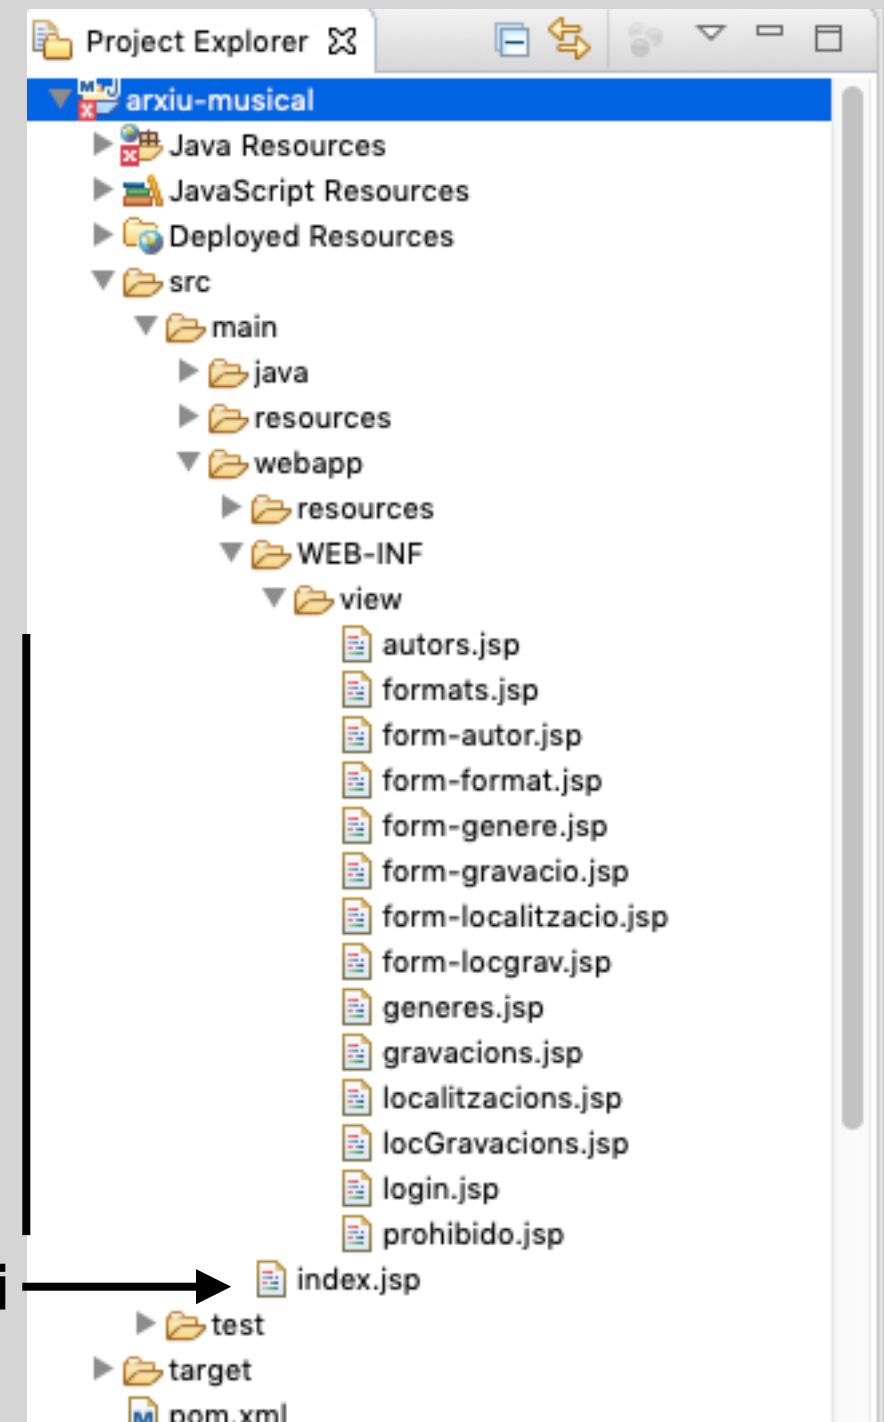 Project Explorer
arxiu-musical
Java Resources
JavaScript Resources
Deployed Resources
src
main
java
resources
webapp
resources
WEB-INF
view
autors.jsp
formats.jsp
form-autor.jsp
form-format.jsp
form-genere.jsp
form-gravacio.jsp
form-localitzacio.jsp
form-locgrav.jsp
generes.jsp
gravacions.jsp
localitzacions.jsp
locGravacions.jsp
login.jsp
prohibido.jsp
i index.jsp
test
target
pom.xml